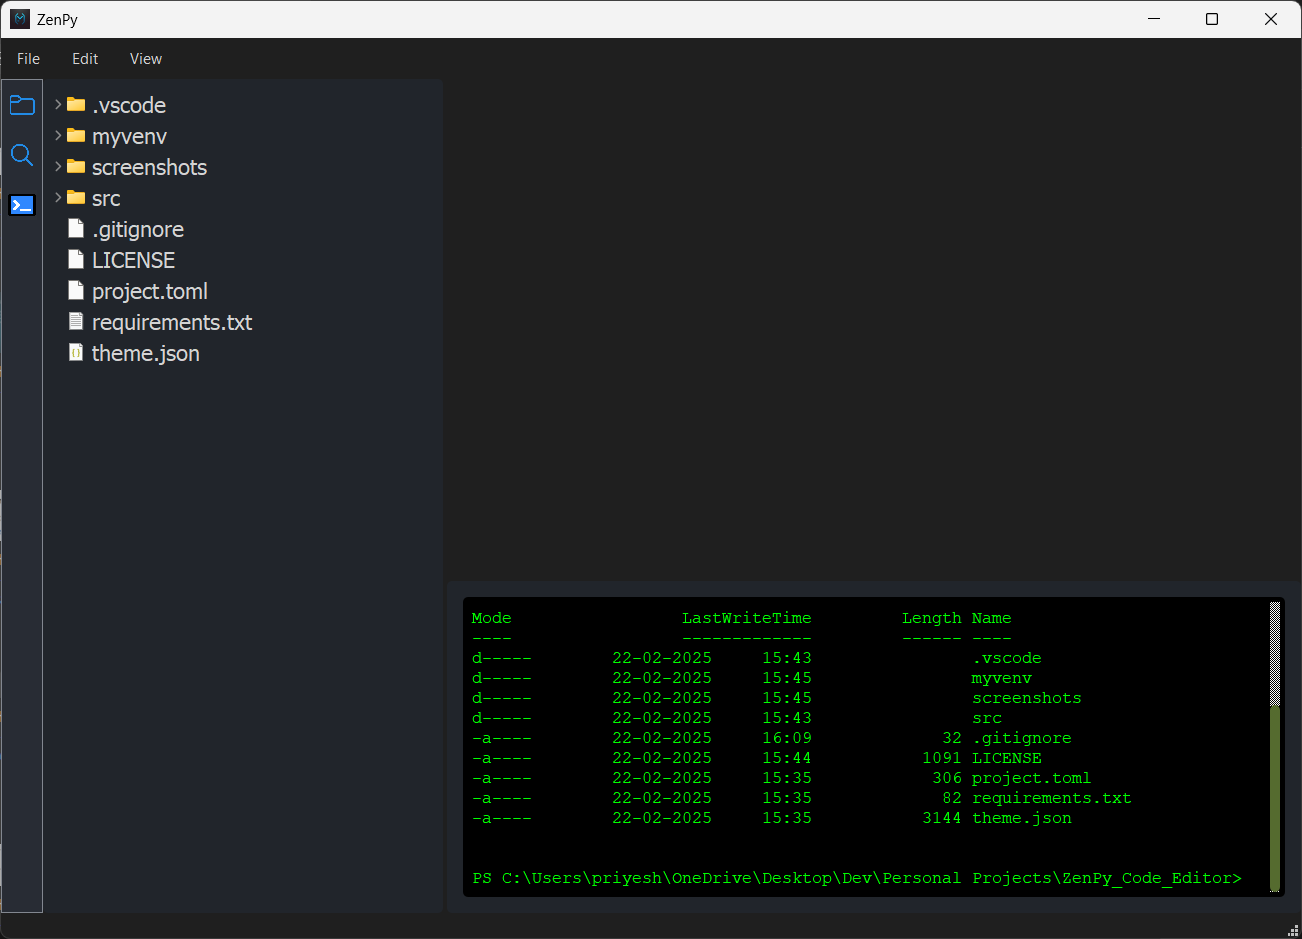 ZenPy
File Edit View
.vscode
myvenv
screenshots
src
.gitignore
LICENSE
project.toml
requirements.txt
theme.json
Mode LastWriteTime Length Name
---- ------------- ------ ----
d----- 22-02-2025 15:43 .vscode
d----- 22-02-2025 15:45 myvenv
d----- 22-02-2025 15:45 screenshots
d----- 22-02-2025 15:43 src
-a---- 22-02-2025 16:09 32 .gitignore
-a---- 22-02-2025 15:44 1091 LICENSE
-a---- 22-02-2025 15:35 306 project.toml
-a---- 22-02-2025 15:35 82 requirements.txt
-a---- 22-02-2025 15:35 3144 theme.json
PS C:\Users\priyesh\OneDrive\Desktop\Dev\Personal Projects\ZenPy_Code_Editor>